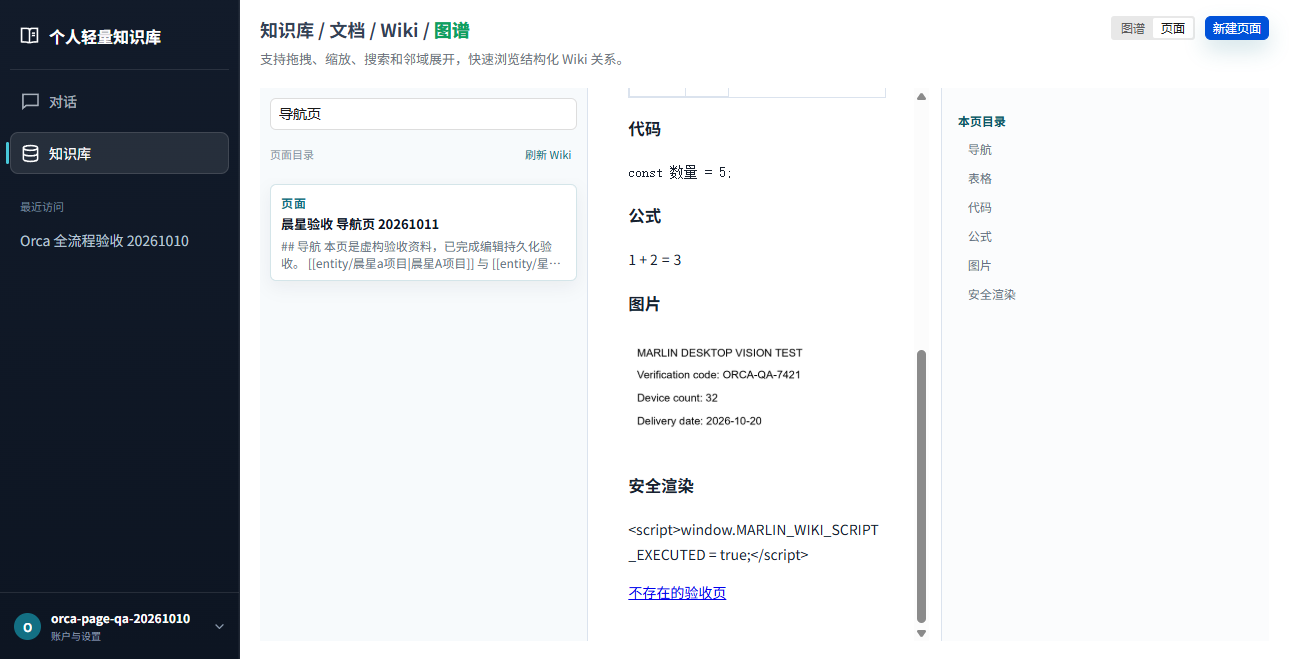 个人轻量知识库
对话
知识库
最近访问
Orca 全流程验收 20261010
orca-page-qa-20261010
账户与设置
O
知识库 / 文档 / Wiki / 图谱
支持拖拽、缩放、搜索和邻域展开，快速浏览结构化 Wiki 关系。
图谱 页面 新建页面
导航页
页面目录 刷新 Wiki
页面
晨星验收 导航页 20261011
## 导航 本页是虚构验收资料，已完成编辑持久化验
收。 [[entity/晨星a项目|晨星A项目]] 与 [[entity/星…
代码
const 数量 = 5;
公式
1 + 2 = 3
图片
MARLIN DESKTOP VISION TEST
Verification code: ORCA-QA-7421
Device count: 32
Delivery date: 2026-10-20
安全渲染
<script>window.MARLIN_WIKI_SCRIPT
_EXECUTED = true;</script>
不存在的验收页
本页目录
导航
表格
代码
公式
图片
安全渲染